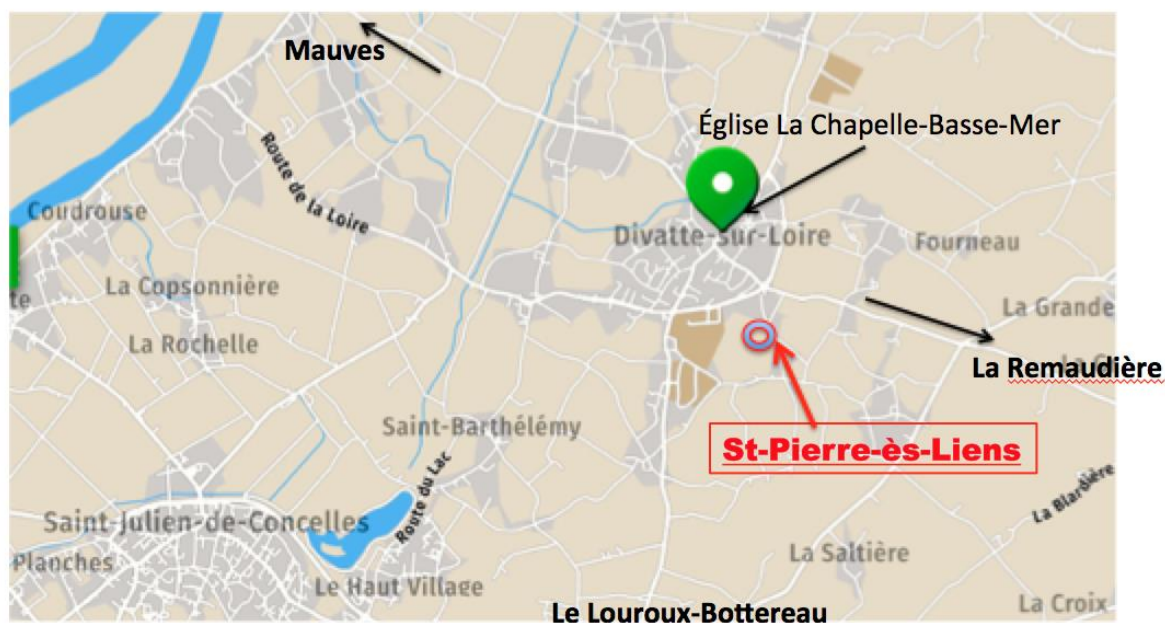 Mauves
Église La Chapelle-Basse-Mer
Route de la Loire
Coudrouse
Divatte-sur-Loire
Fourneau
La Copsonnière
te
La Grande
La Rochelle
La Remaudière
Saint-Barthélémy
St-Pierre-ès-Liens
Route du Lac
La Blardière
Saint-Julien-de-Concelles
Planches
La Saltière
Le Haut Village
Le Louroux-Bottereau
La Croix